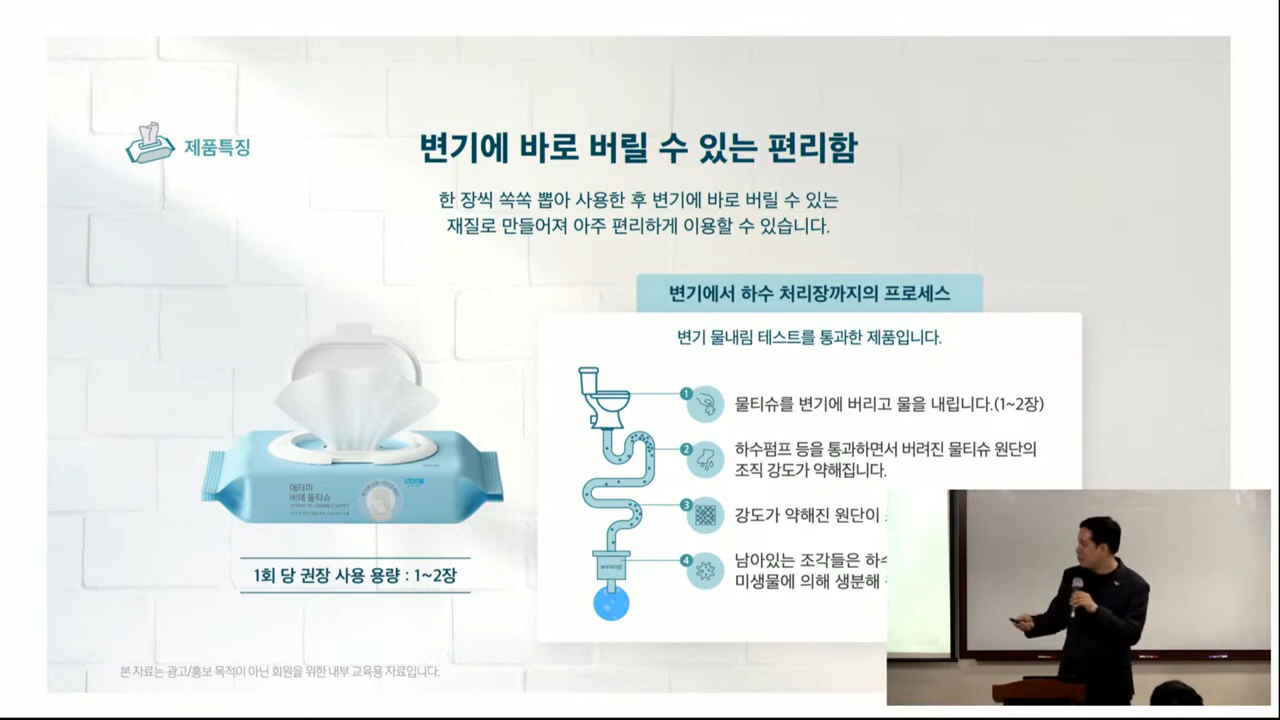 제품특징
변기에 바로 버릴 수 있는 편리함
한 장씩 쏙쏙 뽑아 사용한 후 변기에 바로 버릴 수 있는
재질로 만들어져 아주 편리하게 이용할 수 있습니다.
변기에서 하수 처리장까지의 프로세스
변기 물내림 테스트를 통과한 제품입니다.
1 물티슈를 변기에 버리고 물을 내립니다.(1~2장)
2 하수펌프 등을 통과하면서 버려진 물티슈 원단의
조직 강도가 약해집니다.
3 강도가 약해진 원단이
4 남아있는 조각들은 하수
미생물에 의해 생분해
애터미
비데 물티슈
1회 당 권장 사용 용량 : 1~2장
본 자료는 광고/홍보 목적이 아닌 회원을 위한 내부 교육용 자료입니다.